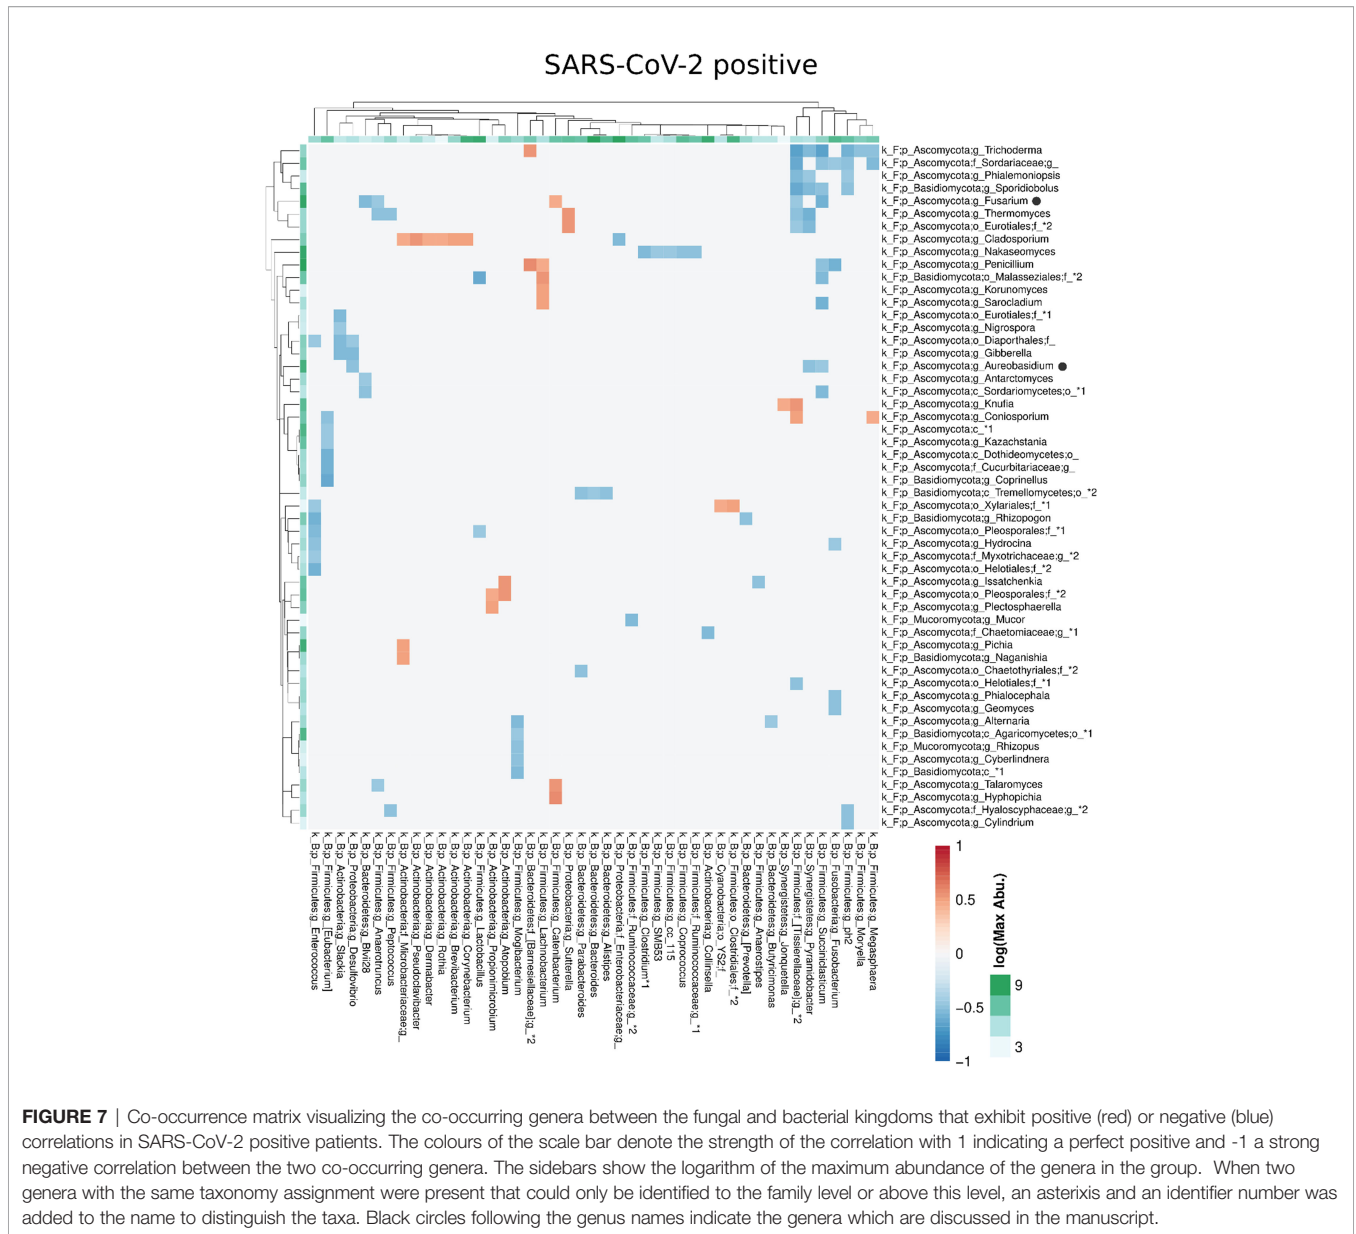 SARS-CoV-2 positive
k_F;p_Ascomycota;g_Trichoderma
k_F;p_Ascomycota;f_Sordariaceae;g_
k_F;p_Ascomycota;g_Phialemoniopsis
k_F;p_Basidiomycota;g_Sporidiobolus
k_F;p_Ascomycota;g_Fusarium ●
k_F;p_Ascomycota;g_Thermomyces
k_F;p_Ascomycota;o_Eurotiales;f_*2
k_F;p_Ascomycota;g_Cladosporium
k_F;p_Ascomycota;g_Nakaseomyces
k_F;p_Ascomycota;g_Penicillium
k_F;p_Basidiomycota;o_Malasseziales;f_*2
k_F;p_Ascomycota;g_Korunomyces
k_F;p_Ascomycota;g_Sarocladium
k_F;p_Ascomycota;o_Eurotiales;f_*1
k_F;p_Ascomycota;g_Nigrospora
k_F;p_Ascomycota;o_Diaporthales;f_
k_F;p_Ascomycota;g_Gibberella
k_F;p_Ascomycota;g_Aureobasidium ●
k_F;p_Ascomycota;g_Antarctomyces
k_F;p_Ascomycota;c_Sordariomycetes;o_*1
k_F;p_Ascomycota;g_Knufia
k_F;p_Ascomycota;g_Coniosporium
k_F;p_Ascomycota;c_*1
k_F;p_Ascomycota;g_Kazachstania
k_F;p_Ascomycota;c_Dothideomycetes;o_
k_F;p_Ascomycota;f_Cucurbitariaceae;g_
k_F;p_Basidiomycota;g_Coprinellus
k_F;p_Basidiomycota;c_Tremellomycetes;o_*2
k_F;p_Ascomycota;o_Xylariales;f_*1
k_F;p_Basidiomycota;g_Rhizopogon
k_F;p_Ascomycota;o_Pleosporales;f_*1
k_F;p_Ascomycota;g_Hydrocina
k_F;p_Ascomycota;f_Myxotrichaceae;g_*2
k_F;p_Ascomycota;o_Helotiales;f_*2
k_F;p_Ascomycota;g_Issatchenkia
k_F;p_Ascomycota;o_Pleosporales;f_*2
k_F;p_Ascomycota;g_Plectosphaerella
k_F;p_Mucoromycota;g_Mucor
k_F;p_Ascomycota;f_Chaetomiaceae;g_*1
k_F;p_Ascomycota;g_Pichia
k_F;p_Basidiomycota;g_Naganishia
k_F;p_Ascomycota;o_Chaetothyriales;f_*2
k_F;p_Ascomycota;o_Helotiales;f_*1
k_F;p_Ascomycota;g_Phialocephala
k_F;p_Ascomycota;g_Geomyces
k_F;p_Ascomycota;g_Alternaria
k_F;p_Basidiomycota;c_Agaricomycetes;o_*1
k_F;p_Mucoromycota;g_Rhizopus
k_F;p_Ascomycota;g_Cyberlindnera
k_F;p_Basidiomycota;c_*1
k_F;p_Ascomycota;g_Talaromyces
k_F;p_Ascomycota;g_Hyphopichia
k_F;p_Ascomycota;f_Hyaloscyphaceae;g_*2
k_F;p_Ascomycota;g_Cylindrium
k_B;p_Firmicutes;g_Enterococcus
k_B;p_Firmicutes;g_[Eubacterium]
k_B;p_Actinobacteria;g_Slackia
k_B;p_Proteobacteria;g_Desulfovibrio
k_B;p_Bacteroidetes;g_Blvii28
k_B;p_Firmicutes;g_Anaerotruncus
k_B;p_Firmicutes;g_Peptococcus
k_B;p_Actinobacteria;f_Microbacteriaceae;g_
k_B;p_Actinobacteria;g_Pseudoclavibacter
k_B;p_Actinobacteria;g_Dermabacter
k_B;p_Actinobacteria;g_Rothia
k_B;p_Actinobacteria;g_Brevibacterium
k_B;p_Actinobacteria;g_Corynebacterium
k_B;p_Firmicutes;g_Lactobacillus
k_B;p_Actinobacteria;g_Propionimicrobium
k_B;p_Actinobacteria;g_Atopobium
k_B;p_Firmicutes;g_Mogibacterium
k_B;p_Bacteroidetes;f_[Barnesiellaceae];g_*2
k_B;p_Firmicutes;g_Lachnobacterium
k_B;p_Firmicutes;g_Catenibacterium
k_B;p_Proteobacteria;g_Sutterella
k_B;p_Bacteroidetes;g_Parabacteroides
k_B;p_Bacteroidetes;g_Bacteroides
k_B;p_Bacteroidetes;g_Alistipes
k_B;p_Proteobacteria;f_Enterobacteriaceae;g_
k_B;p_Firmicutes;f_Ruminococcaceae;g_*2
k_B;p_Firmicutes;g_Clostridium*1
k_B;p_Firmicutes;g_SMB53
k_B;p_Firmicutes;g_cc_115
k_B;p_Firmicutes;g_Coprococcus
k_B;p_Firmicutes;f_Ruminococcaceae;g_*1
k_B;p_Actinobacteria;g_Collinsella
k_B;p_Cyanobacteria;o_YS2;f_
k_B;p_Firmicutes;o_Clostridiales;f_*2
k_B;p_Bacteroidetes;g_[Prevotella]
k_B;p_Firmicutes;g_Anaerostipes
k_B;p_Bacteroidetes;g_Butyricimonas
k_B;p_Synergistetes;g_Jonquetella
k_B;p_Firmicutes;f_[Tissierellaceae];g_*2
k_B;p_Synergistetes;g_Pyramidobacter
k_B;p_Firmicutes;g_Succiniclasticum
k_B;p_Fusobacteria;g_Fusobacterium
k_B;p_Firmicutes;g_ph2
k_B;p_Firmicutes;g_Moryella
k_B;p_Firmicutes;g_Megasphaera
1
0.5
0
−0.5
−1
log(Max Abu.)
9
3
FIGURE 7 | Co-occurrence matrix visualizing the co-occurring genera between the fungal and bacterial kingdoms that exhibit positive (red) or negative (blue)
correlations in SARS-CoV-2 positive patients. The colours of the scale bar denote the strength of the correlation with 1 indicating a perfect positive and -1 a strong
negative correlation between the two co-occurring genera. The sidebars show the logarithm of the maximum abundance of the genera in the group. When two
genera with the same taxonomy assignment were present that could only be identified to the family level or above this level, an asterixis and an identifier number was
added to the name to distinguish the taxa. Black circles following the genus names indicate the genera which are discussed in the manuscript.